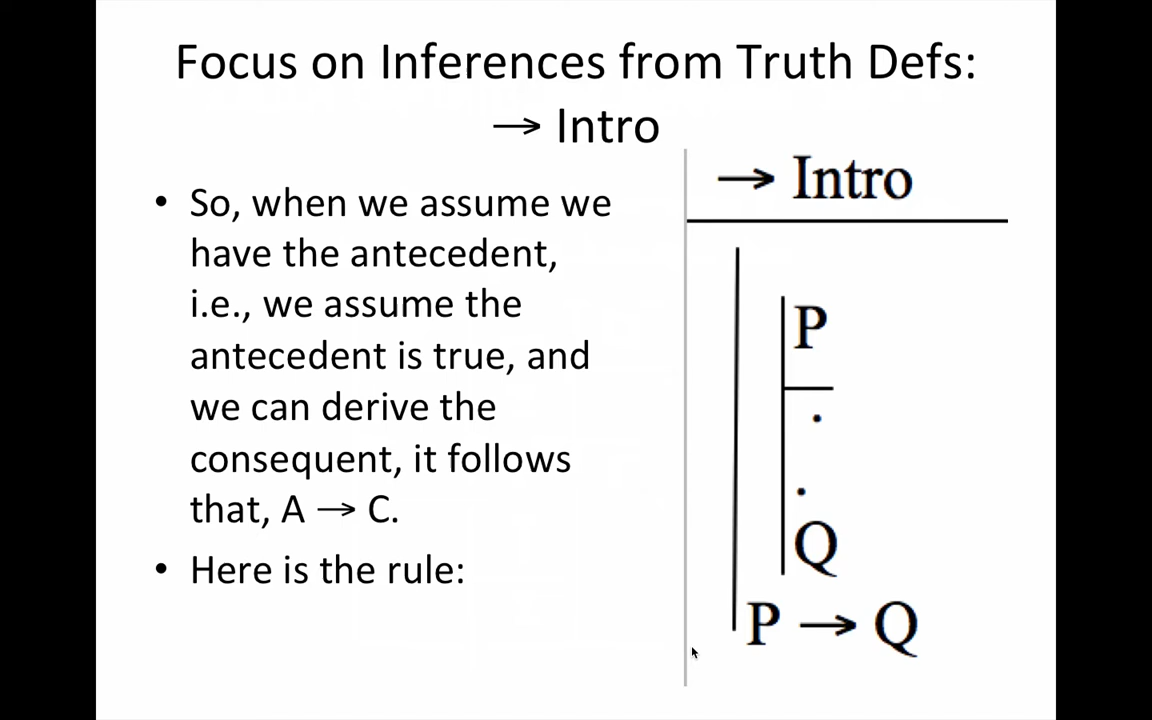 Focus on Inferences from Truth Defs:
→ Intro
• So, when we assume we
have the antecedent,
i.e., we assume the
antecedent is true, and
we can derive the
consequent, it follows
that, A → C.
• Here is the rule:
→ Intro
P
.
.
Q
P → Q